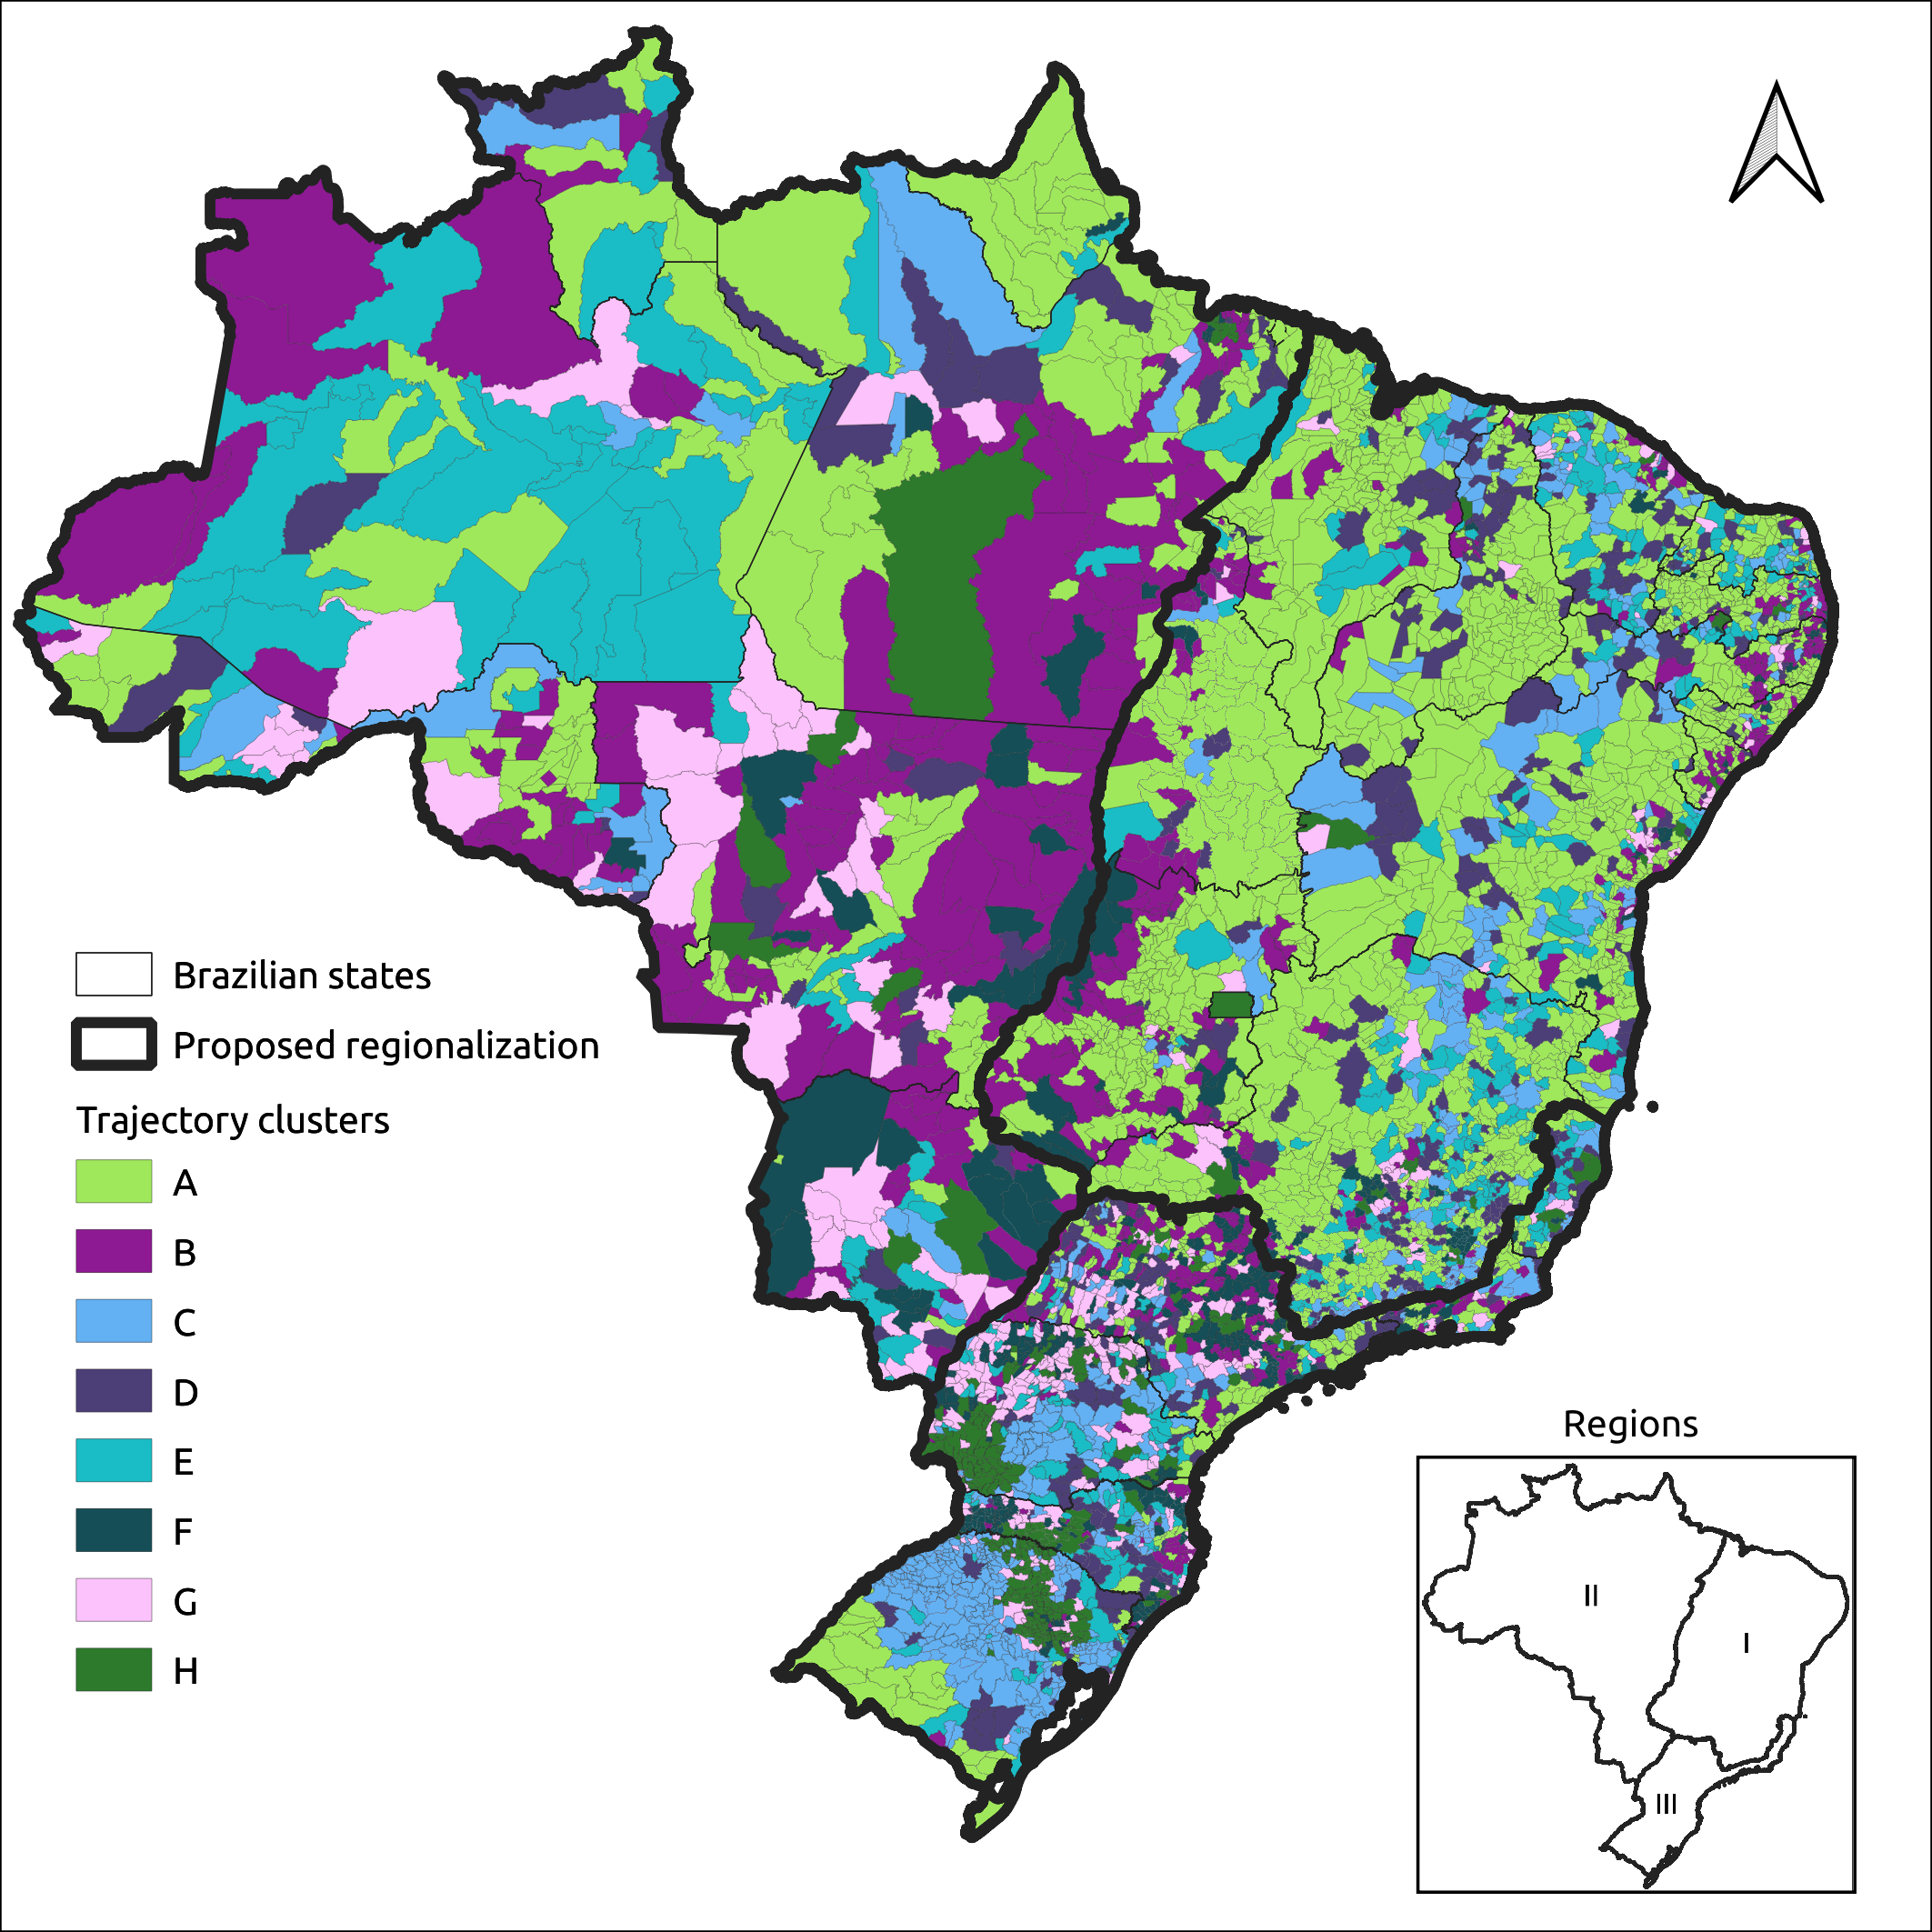 Brazilian states
Proposed regionalization
Trajectory clusters
A
B
C
D
E
F
G
H
Regions
II
I
III